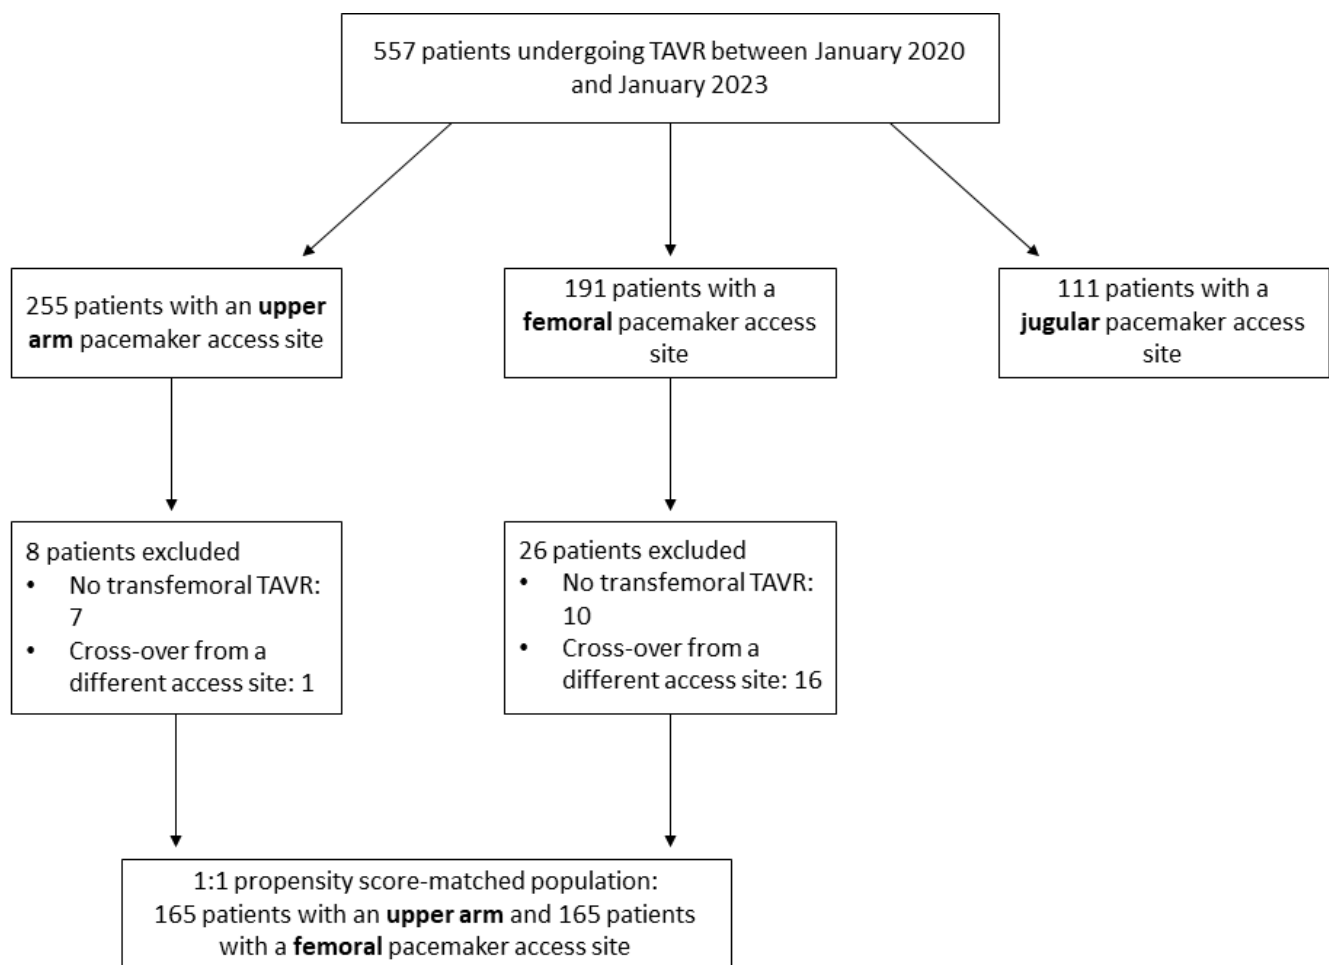 557 patients undergoing TAVR between January 2020
and January 2023
255 patients with an upper
arm pacemaker access site
191 patients with a
femoral pacemaker access
site
111 patients with a
jugular pacemaker access
site
8 patients excluded
• No transfemoral TAVR:
7
• Cross-over from a
different access site: 1
26 patients excluded
• No transfemoral TAVR:
10
• Cross-over from a
different access site: 16
1:1 propensity score-matched population:
165 patients with an upper arm and 165 patients
with a femoral pacemaker access site